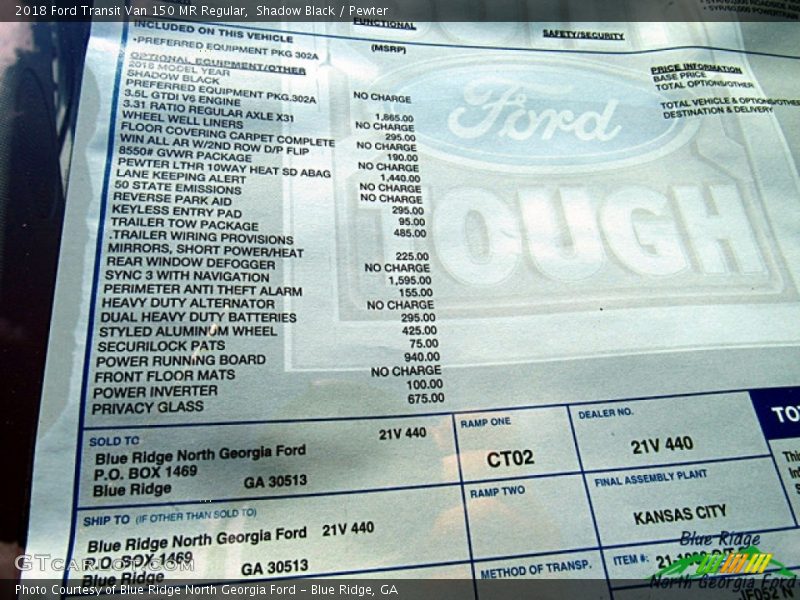 2018 Ford Transit Van 150 MR Regular, Shadow Black / Pewter
INCLUDED ON THIS VEHICLE
FUNCTIONAL
SAFETY/SECURITY
•PREFERRED EQUIPMENT PKG 302A
(MSRP)
OPTIONAL EQUIPMENT/OTHER
2018 MODEL YEAR
SHADOW BLACK
PREFERRED EQUIPMENT PKG.302A
3.5L GTDI V6 ENGINE
3.31 RATIO REGULAR AXLE X31
WHEEL WELL LINERS
FLOOR COVERING CARPET COMPLETE
WIN ALL AR W/2ND ROW D/P FLIP
8550# GVWR PACKAGE
PEWTER LTHR 10WAY HEAT SD ABAG
LANE KEEPING ALERT
50 STATE EMISSIONS
REVERSE PARK AID
KEYLESS ENTRY PAD
TRAILER TOW PACKAGE
.TRAILER WIRING PROVISIONS
MIRRORS, SHORT POWER/HEAT
REAR WINDOW DEFOGGER
SYNC 3 WITH NAVIGATION
PERIMETER ANTI THEFT ALARM
HEAVY DUTY ALTERNATOR
DUAL HEAVY DUTY BATTERIES
STYLED ALUMINUM WHEEL
SECURILOCK PATS
POWER RUNNING BOARD
FRONT FLOOR MATS
POWER INVERTER
PRIVACY GLASS
NO CHARGE
1,865.00
NO CHARGE
295.00
NO CHARGE
190.00
NO CHARGE
1,440.00
NO CHARGE
NO CHARGE
295.00
95.00
485.00
225.00
NO CHARGE
1,595.00
155.00
NO CHARGE
295.00
425.00
75.00
940.00
NO CHARGE
100.00
675.00
PRICE INFORMATION
BASE PRICE
TOTAL OPTIONS/OTHER
TOTAL VEHICLE & OPTIONS/OTHER
DESTINATION & DELIVERY
Ford
TOUGH
SOLD TO
Blue Ridge North Georgia Ford
21V 440
P.O. BOX 1469
Blue Ridge
GA 30513
RAMP ONE
CT02
DEALER NO.
21V 440
SHIP TO (IF OTHER THAN SOLD TO)
Blue Ridge North Georgia Ford
21V 440
P.O. BOX 1469
Blue Ridge
GA 30513
RAMP TWO
FINAL ASSEMBLY PLANT
KANSAS CITY
METHOD OF TRANSP.
ITEM #:
Blue Ridge
North Georgia Ford
GTCarLot.com
Photo Courtesy of Blue Ridge North Georgia Ford - Blue Ridge, GA